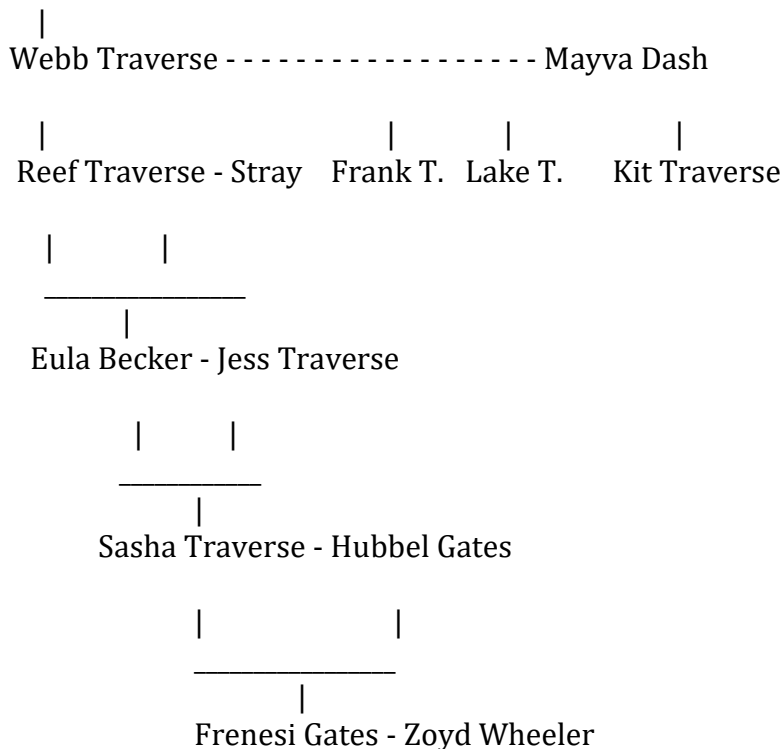 Webb Traverse - - - - - - - - - - - - - - - - - - Mayva Dash
Reef Traverse - Stray Frank T. Lake T. Kit Traverse
Eula Becker - Jess Traverse
Sasha Traverse - Hubbel Gates
Frenesi Gates - Zoyd Wheeler